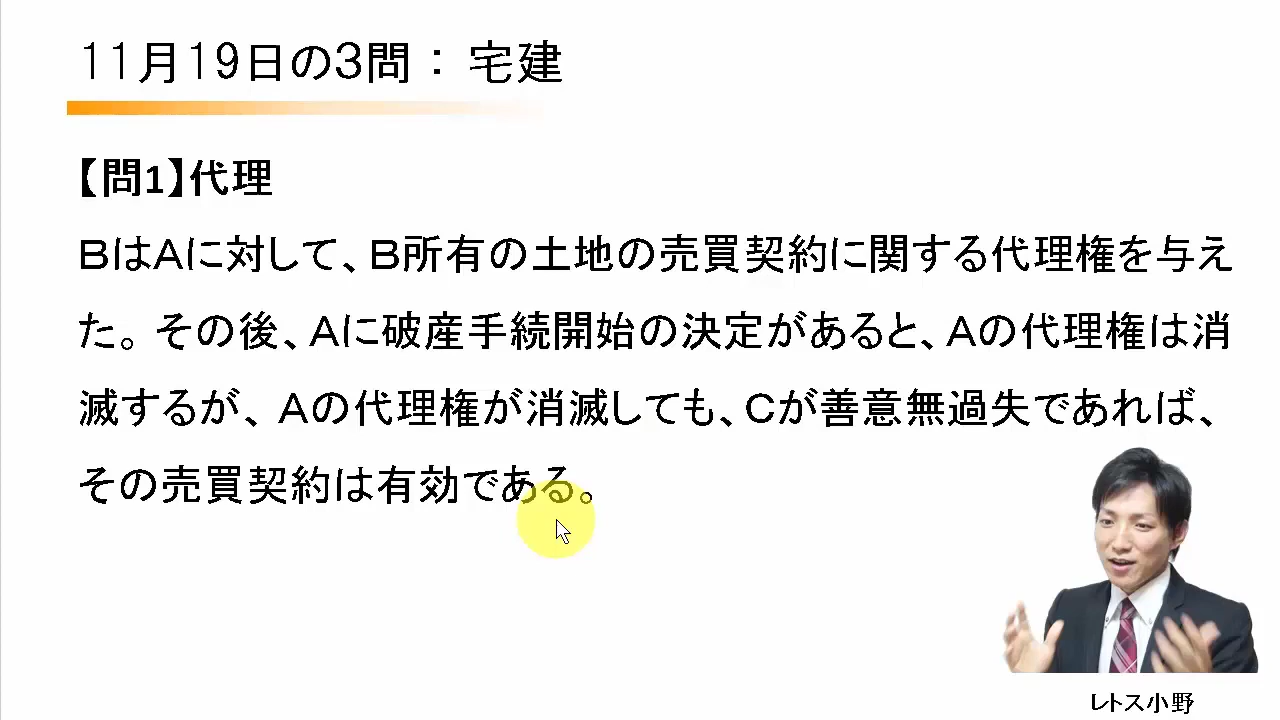 11月19日の3問：宅建
【問1】代理
BはAに対して、B所有の土地の売買契約に関する代理権を与え
た。その後、Aに破産手続開始の決定があると、Aの代理権は消
滅するが、Aの代理権が消滅しても、Cが善意無過失であれば、
その売買契約は有効である。
レトス小野